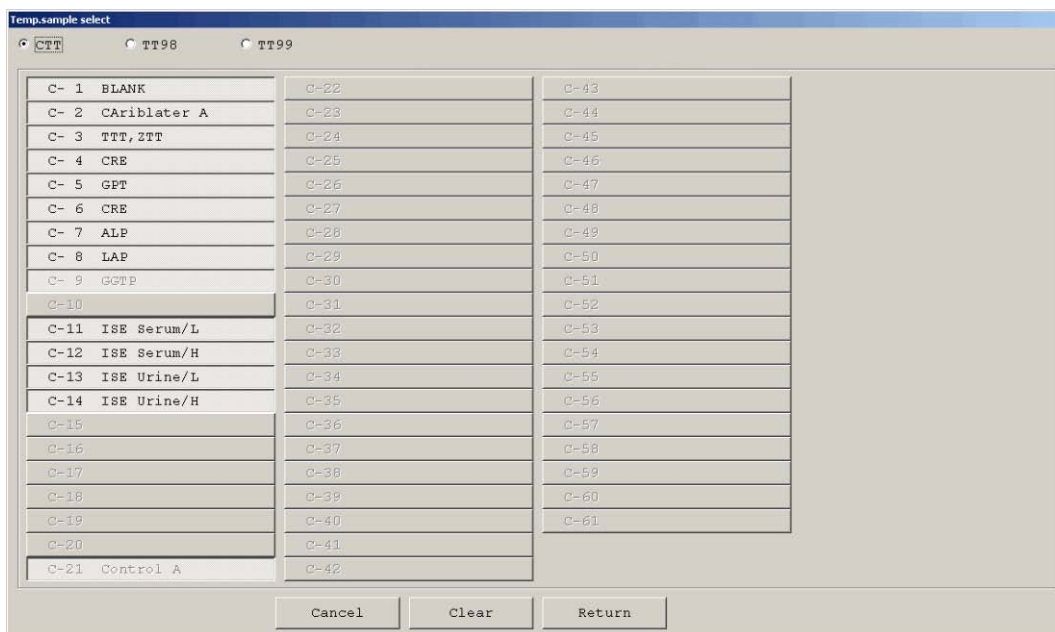 Temp.sample select
CTT TT98 TT99
C- 1 BLANK
C- 2 CAriblater A
C- 3 TTT,ZTT
C- 4 CRE
C- 5 GPT
C- 6 CRE
C- 7 ALP
C- 8 LAP
C- 9 GGTP
C-10
C-11 ISE Serum/L
C-12 ISE Serum/H
C-13 ISE Urine/L
C-14 ISE Urine/H
C-15
C-16
C-17
C-18
C-19
C-20
C-21 Control A
C-22
C-23
C-24
C-25
C-26
C-27
C-28
C-29
C-30
C-31
C-32
C-33
C-34
C-35
C-36
C-37
C-38
C-39
C-40
C-41
C-42
C-43
C-44
C-45
C-46
C-47
C-48
C-49
C-50
C-51
C-52
C-53
C-54
C-55
C-56
C-57
C-58
C-59
C-60
C-61
Cancel Clear Return